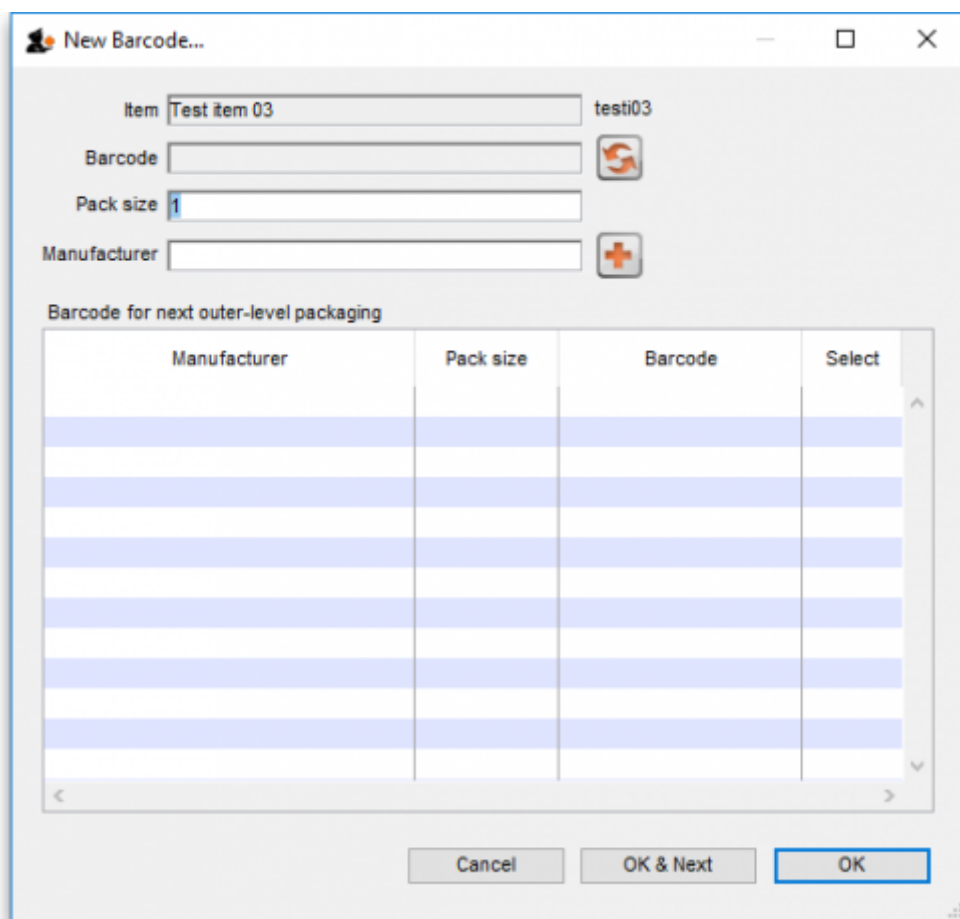 New Barcode...
Item Test item 03 testi03
Barcode
Pack size 1
Manufacturer
Barcode for next outer-level packaging
Manufacturer Pack size Barcode Select
Cancel OK & Next OK